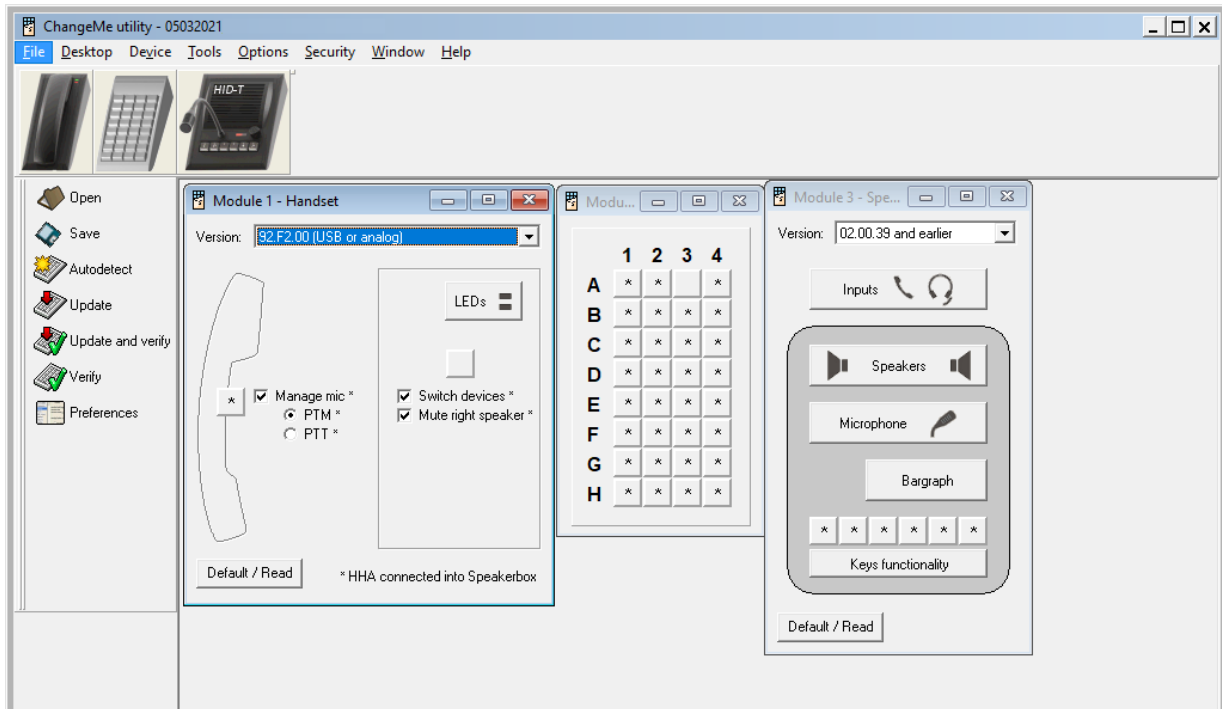 ChangeMe utility - 05032021
File Desktop Device Tools Options Security Window Help
HID-T
Open
Save
Autodetect
Update
Update and verify
Verify
Preferences
Module 1 - Handset
Version: 92.F2.00 (USB or analog)
LEDs
*
Manage mic *
PTM *
PTT *
Switch devices *
Mute right speaker *
Default / Read
* HHA connected into Speakerbox
Modu...
1 2 3 4
A * * *
B * * * *
C * * * *
D * * * *
E * * * *
F * * * *
G * * * *
H * * * *
Module 3 - Spe...
Version: 02.00.39 and earlier
Inputs
Speakers
Microphone
Bargraph
* * * * * *
Keys functionality
Default / Read